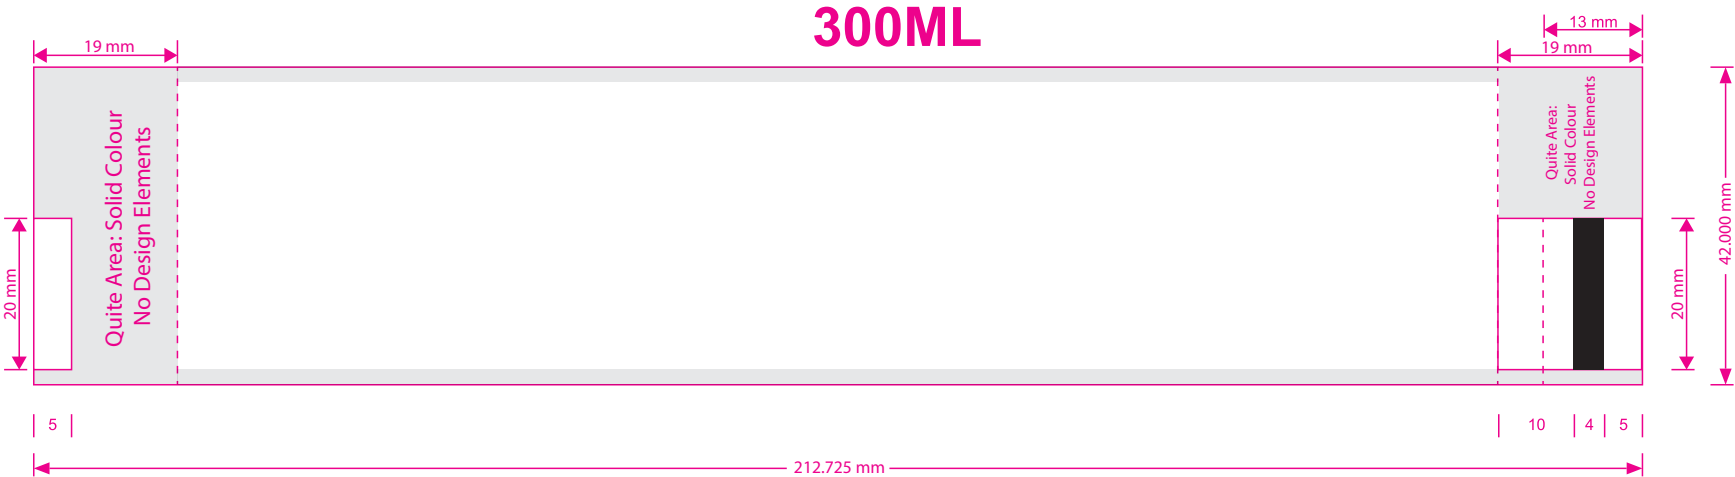 300ML
19 mm
13 mm
19 mm
Quite Area: Solid Colour
No Design Elements
Quite Area:
Solid Colour
No Design Elements
20 mm
20 mm
42.000 mm
5
10
4
5
212.725 mm